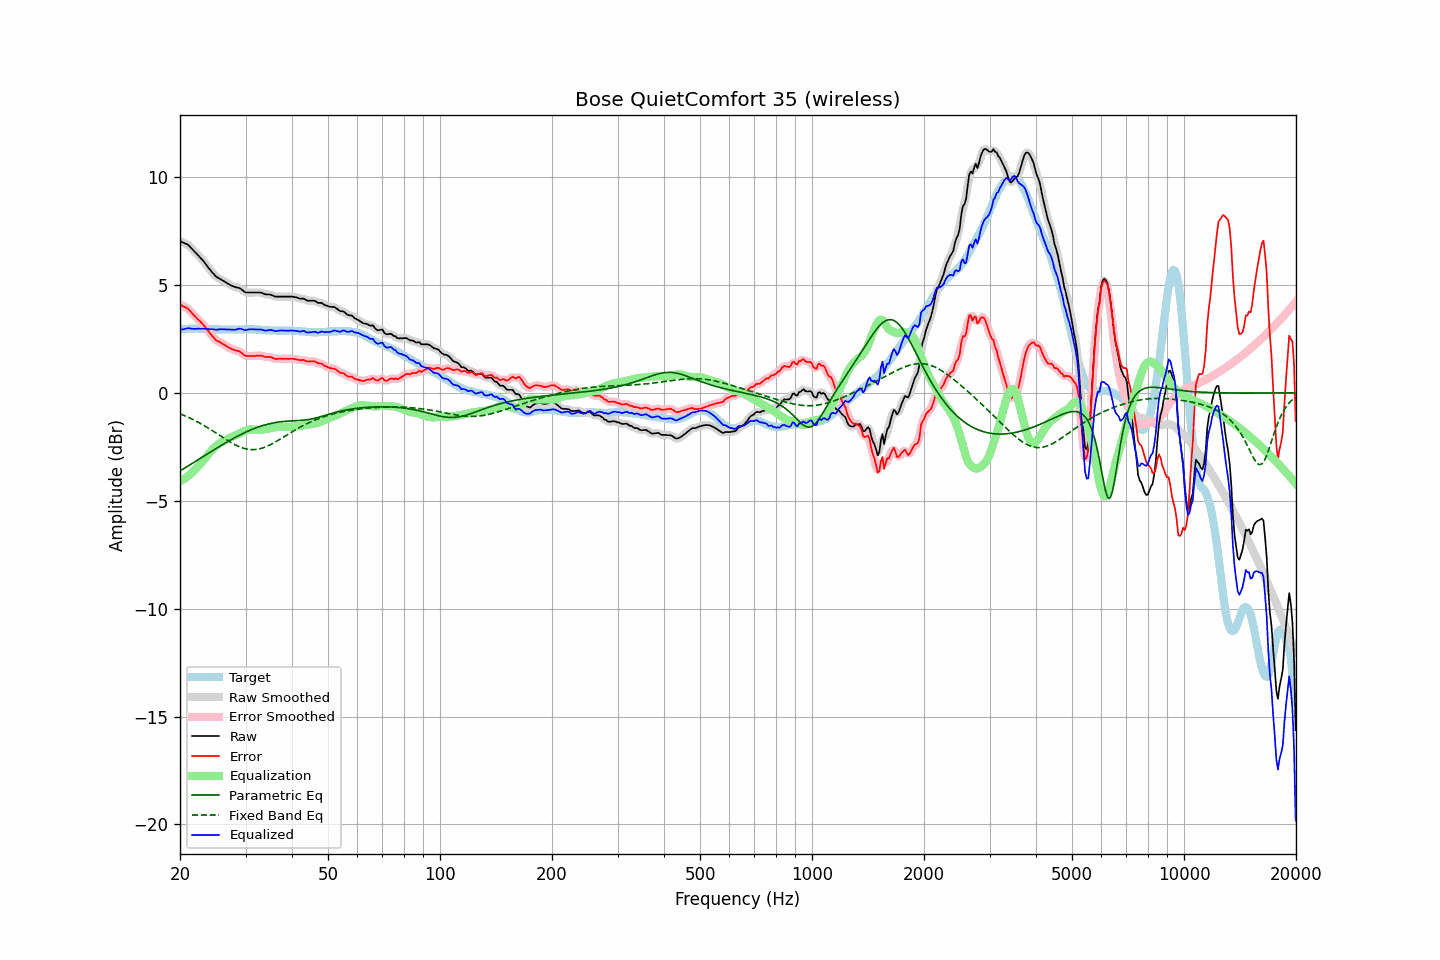 Bose QuietComfort 35 (wireless)
Amplitude (dBr)
10
5
0
−5
−10
−15
−20
Target
Raw Smoothed
Error Smoothed
Raw
Error
Equalization
Parametric Eq
Fixed Band Eq
Equalized
20 50 100 200 500 1000 2000 5000 10000 20000
Frequency (Hz)